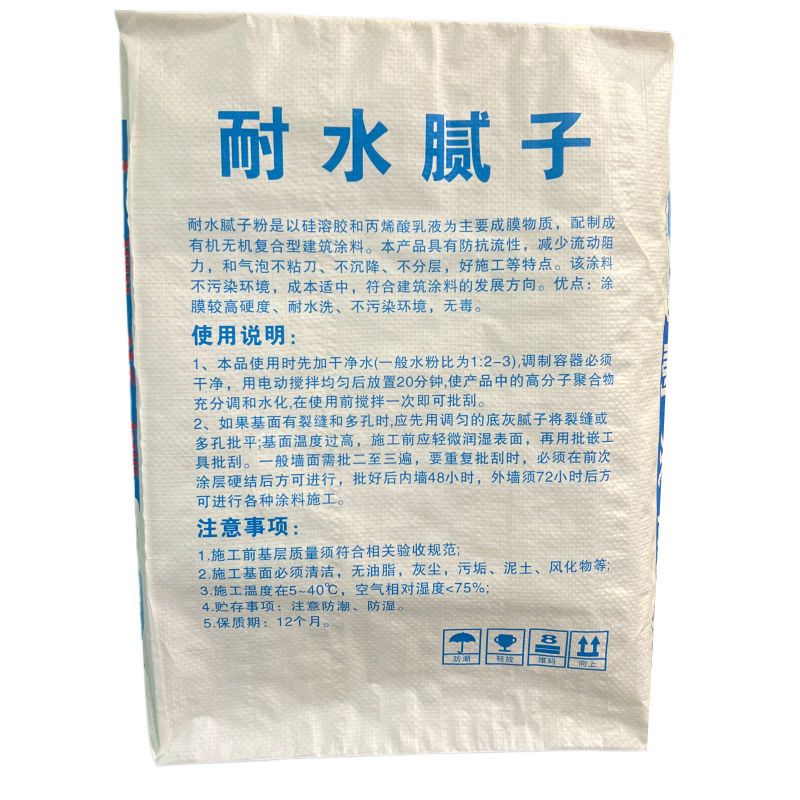 耐水腻子
耐水腻子粉是以硅溶胶和丙烯酸乳液为主要成膜物质，配制成
有机无机复合型建筑涂料。本产品具有防抗流性，减少流动阻
力，和气泡不粘刀、不沉降、不分层，好施工等特点。该涂料
不污染环境，成本适中，符合建筑涂料的发展方向。优点：涂
膜较高硬度、耐水洗、不污染环境，无毒。
使用说明：
1、本品使用时先加干净水(一般水粉比为1:2-3),调制容器必须
干净，用电动搅拌均匀后放置20分钟,使产品中的高分子聚合物
充分调和水化,在使用前搅拌一次即可批刮。
2、如果基面有裂缝和多孔时,应先用调匀的底灰腻子将裂缝或
多孔批平;基面温度过高，施工前应轻微润湿表面，再用批嵌工
具批刮。一般墙面需批二至三遍，要重复批刮时，必须在前次
涂层硬结后方可进行，批好后内墙48小时，外墙须72小时后方
可进行各种涂料施工。
注意事项：
1.施工前基层质量须符合相关验收规范;
2.施工基面必须清洁，无油脂，灰尘，污垢、泥土、风化物等;
3.施工温度在5~40℃，空气相对湿度<75%;
4.贮存事项：注意防潮、防湿。
5.保质期：12个月。
8
防潮 轻放 堆码 向上